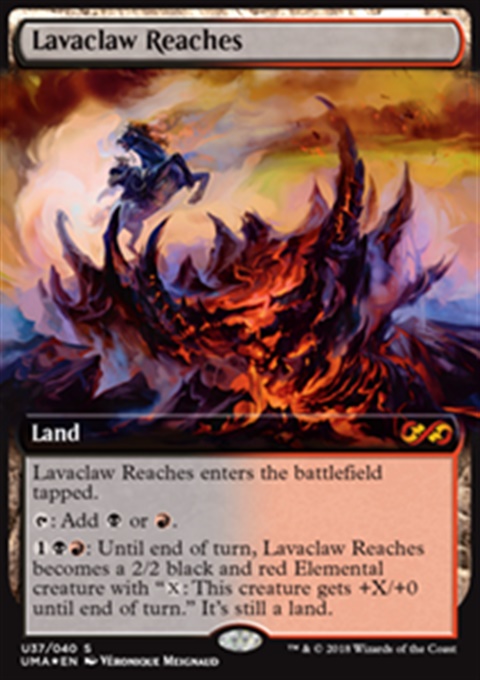 Lavaclaw Reaches
Land
Lavaclaw Reaches enters the battlefield
tapped.
: Add or .
1 : Until end of turn, Lavaclaw Reaches
becomes a 2/2 black and red Elemental
creature with “X: This creature gets +X/+0
until end of turn.” It's still a land.
U37/040 S
UMA★EN Véronique Meignaud
™ & © 2018 Wizards of the Coast